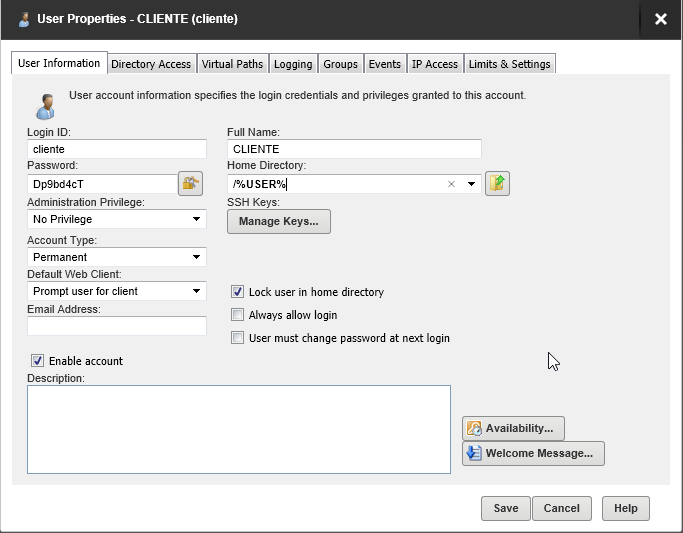 User Properties - CLIENTE (cliente)
User Information Directory Access Virtual Paths Logging Groups Events IP Access Limits & Settings
User account information specifies the login credentials and privileges granted to this account.
Login ID: Full Name:
cliente CLIENTE
Password: Home Directory:
Dp9bd4cT /%USER%
Administration Privilege: SSH Keys:
No Privilege Manage Keys...
Account Type:
Permanent
Default Web Client:
Prompt user for client Lock user in home directory
Email Address: Always allow login
User must change password at next login
Enable account
Description:
Availability...
Welcome Message...
Save Cancel Help